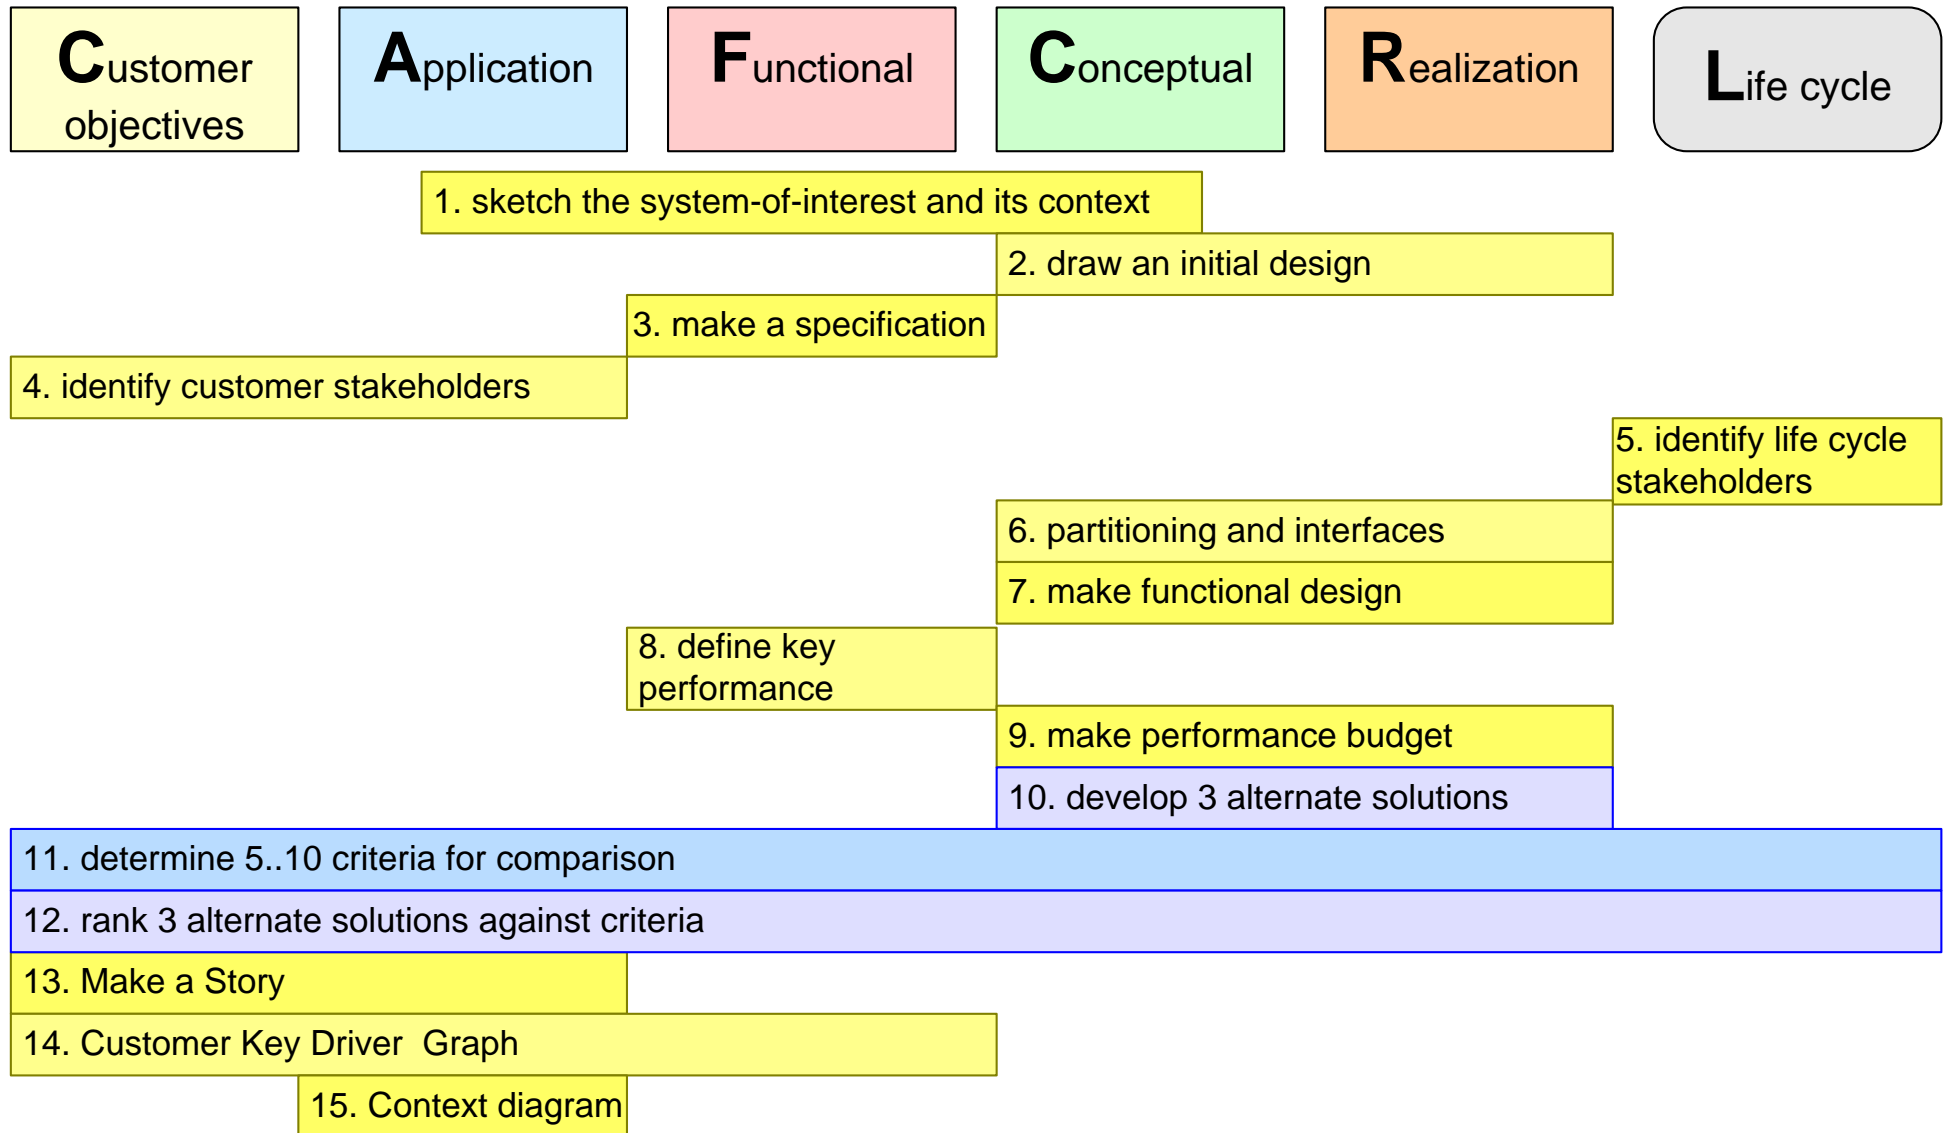 Customer
objectives
Application
Functional
Conceptual
Realization
Life cycle
1. sketch the system-of-interest and its context
2. draw an initial design
3. make a specification
4. identify customer stakeholders
5. identify life cycle
stakeholders
6. partitioning and interfaces
7. make functional design
8. define key
performance
9. make performance budget
10. develop 3 alternate solutions
11. determine 5..10 criteria for comparison
12. rank 3 alternate solutions against criteria
13. Make a Story
14. Customer Key Driver  Graph
15. Context diagram